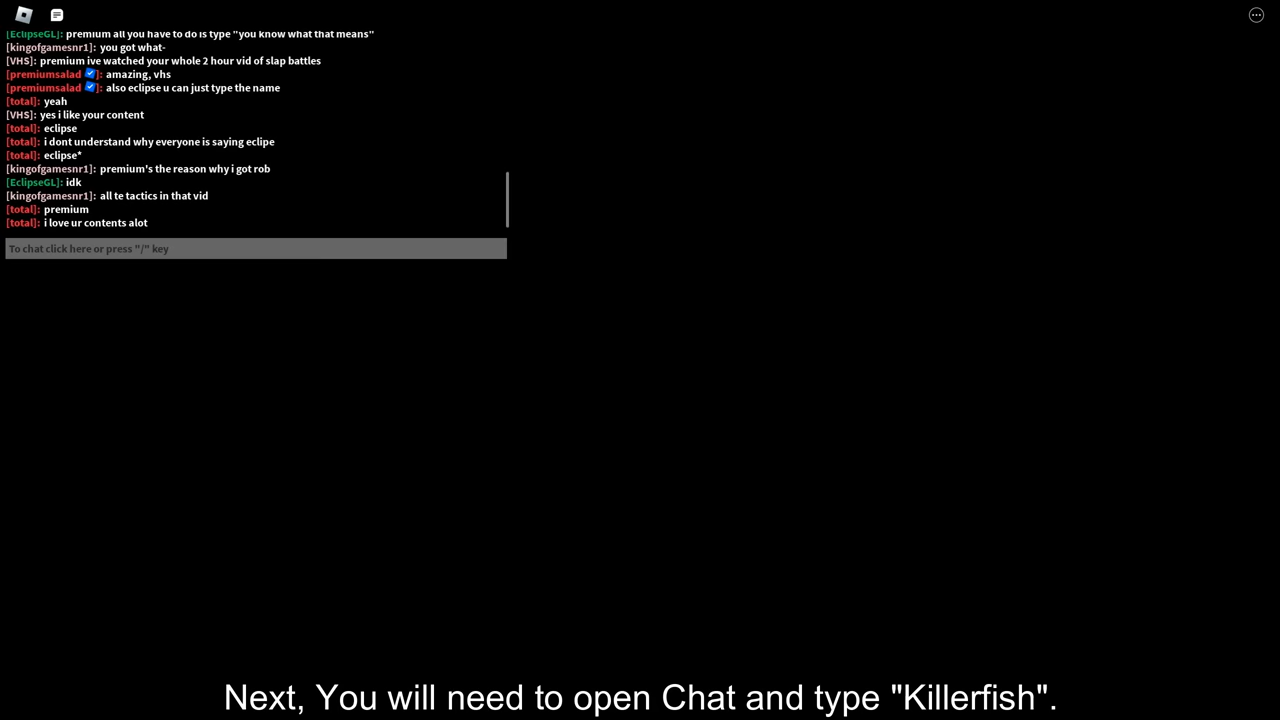 [EclipseGL]: premium all you have to do is type "you know what that means"
[kingofgamesnr1]: you got what-
[VHS]: premium ive watched your whole 2 hour vid of slap battles
[premiumsalad ]: amazing, vhs
[premiumsalad ]: also eclipse u can just type the name
[total]: yeah
[VHS]: yes i like your content
[total]: eclipse
[total]: i dont understand why everyone is saying eclipe
[total]: eclipse*
[kingofgamesnr1]: premium's the reason why i got rob
[EclipseGL]: idk
[kingofgamesnr1]: all te tactics in that vid
[total]: premium
[total]: i love ur contents alot
To chat click here or press "/" key
Next, You will need to open Chat and type "Killerfish".